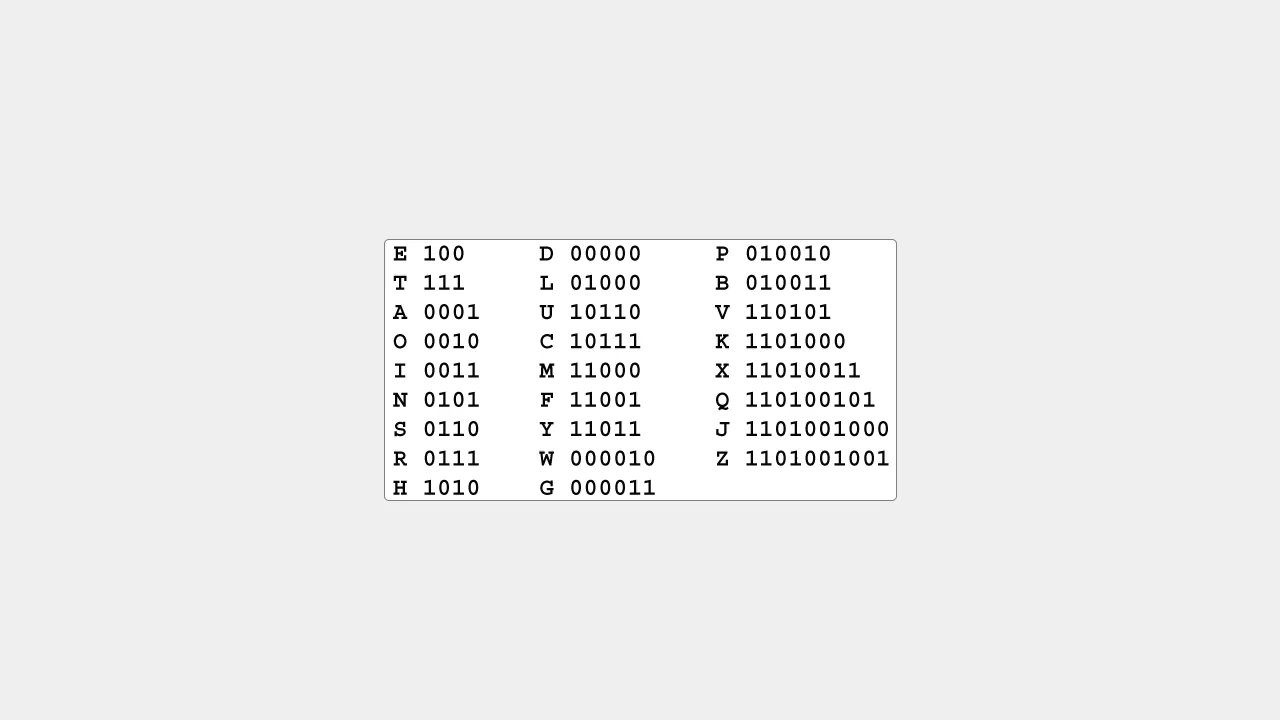 E 100 D 00000 P 010010
T 111 L 01000 B 010011
A 0001 U 10110 V 110101
O 0010 C 10111 K 1101000
I 0011 M 11000 X 11010011
N 0101 F 11001 Q 110100101
S 0110 Y 11011 J 1101001000
R 0111 W 000010 Z 1101001001
H 1010 G 000011